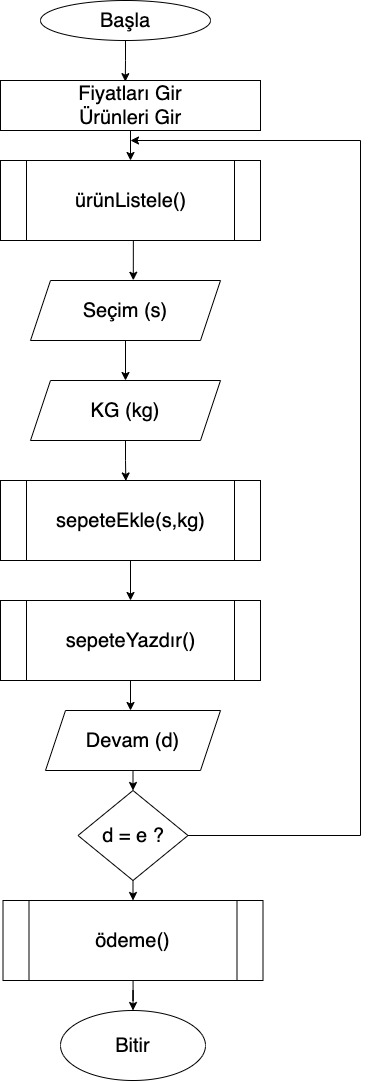 Başla
Fiyatları Gir
Ürünleri Gir
ürünListele()
Seçim (s)
KG (kg)
sepeteEkle(s,kg)
sepeteYazdır()
Devam (d)
d = e ?
ödeme()
Bitir